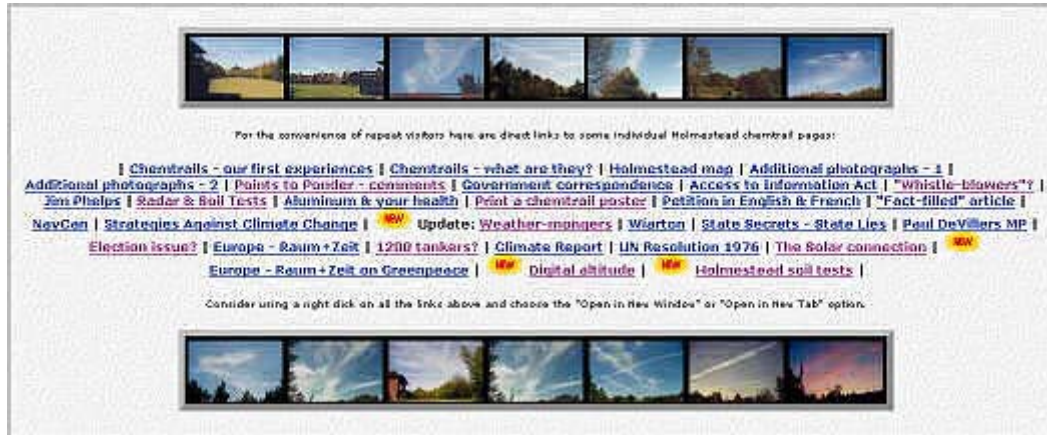 For the convenience of repeat visitors here are direct links to some individual Holmestead chemtrail pages:
| Chemtrails - our first experiences | Chemtrails - what are they? | Holmestead map | Additional photographs - 1 |
Additional photographs - 2 | Points to Ponder - comments | Government correspondence | Access to Information Act | "Whistle-blowers"? |
Jim Phelps | Radar & Soil Tests | Aluminum & your health | Print a chemtrail poster | Petition in English & French | "Fact-filled" article |
NavCan | Strategies Against Climate Change | NEW Update: Weather-mongers | Wiarton | State Secrets - State Lies | Paul DeVillers MP |
Election issue? | Europe - Raum+Zeit | 1200 tankers? | Climate Report | UN Resolution 1976 | The Solar connection | NEW
Europe - Raum+Zeit on Greenpeace | NEW Digital altitude | NEW Holmestead soil tests |
Consider using a right click on all the links above and choose the "Open in New Window" or "Open in New Tab" option.